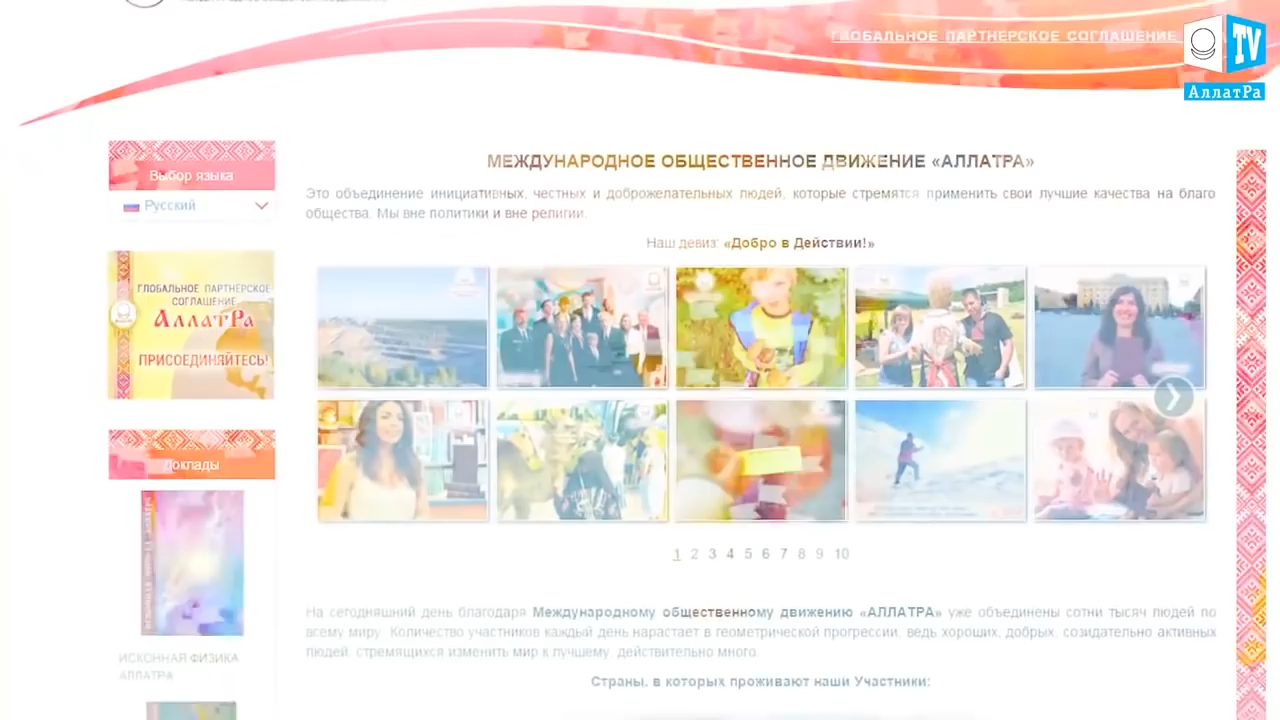 ГЛОБАЛЬНОЕ ПАРТНЕРСКОЕ СОГЛАШЕНИЕ
TV
АллатРа
Выбор языка
Русский
ГЛОБАЛЬНОЕ ПАРТНЕРСКОЕ
СОГЛАШЕНИЕ
АллатРа
ПРИСОЕДИНЯЙТЕСЬ!
Доклады
ИСКОННАЯ ФИЗИКА
АЛЛАТРА
МЕЖДУНАРОДНОЕ ОБЩЕСТВЕННОЕ ДВИЖЕНИЕ «АЛЛАТРА»
Это объединение инициативных, честных и доброжелательных людей, которые стремятся применить свои лучшие качества на благо
общества. Мы вне политики и вне религии.
Наш девиз: «Добро в Действии!»
1 2 3 4 5 6 7 8 9 10
На сегодняшний день благодаря Международному общественному движению «АЛЛАТРА» уже объединены сотни тысяч людей по
всему миру. Количество участников каждый день нарастает в геометрической прогрессии, ведь хороших, добрых, созидательно активных
людей, стремящихся изменить мир к лучшему, действительно много.
Страны, в которых проживают наши Участники: